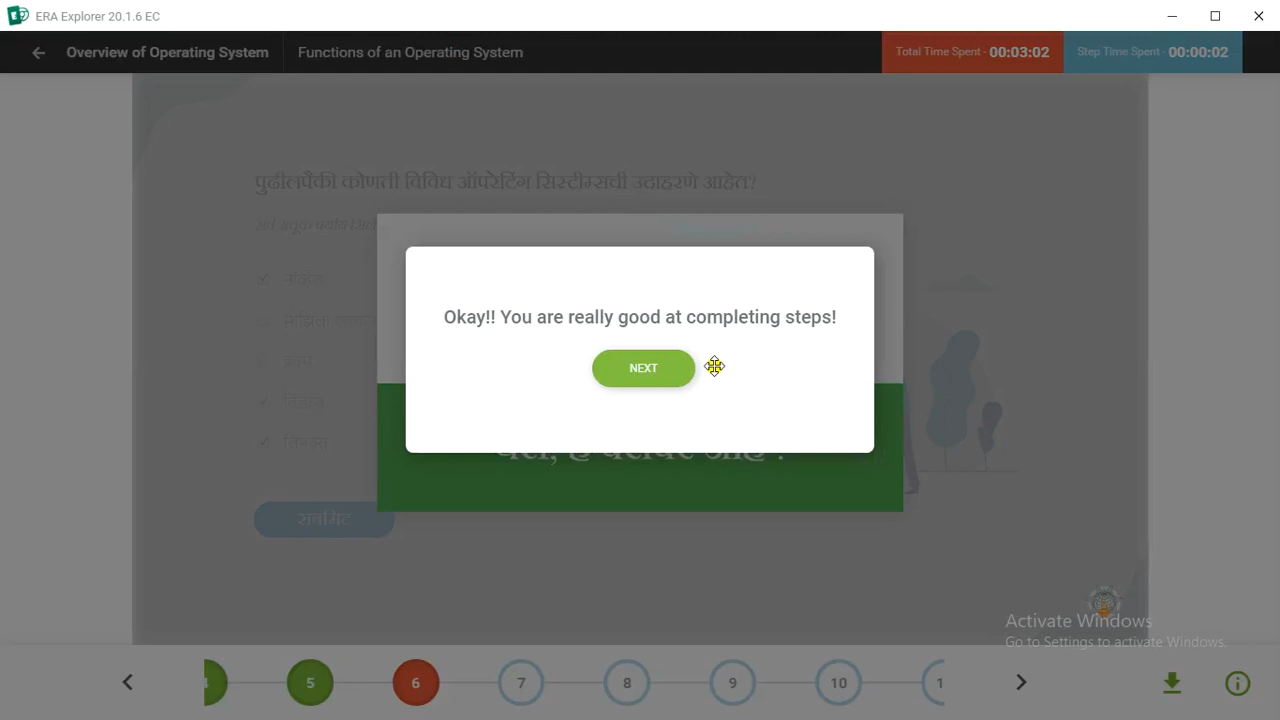 ERA Explorer 20.1.6 EC
Overview of Operating System
Functions of an Operating System
Total Time Spent - 00:03:02
Step Time Spent - 00:00:02
पुढीलपैकी कोणती विविध ऑपरेटिंग सिस्टीम्सची उदाहरणे आहेत?
Okay!! You are really good at completing steps!
NEXT
सबमिट
Activate Windows
Go to Settings to activate Windows.
4 5 6 7 8 9 10 1